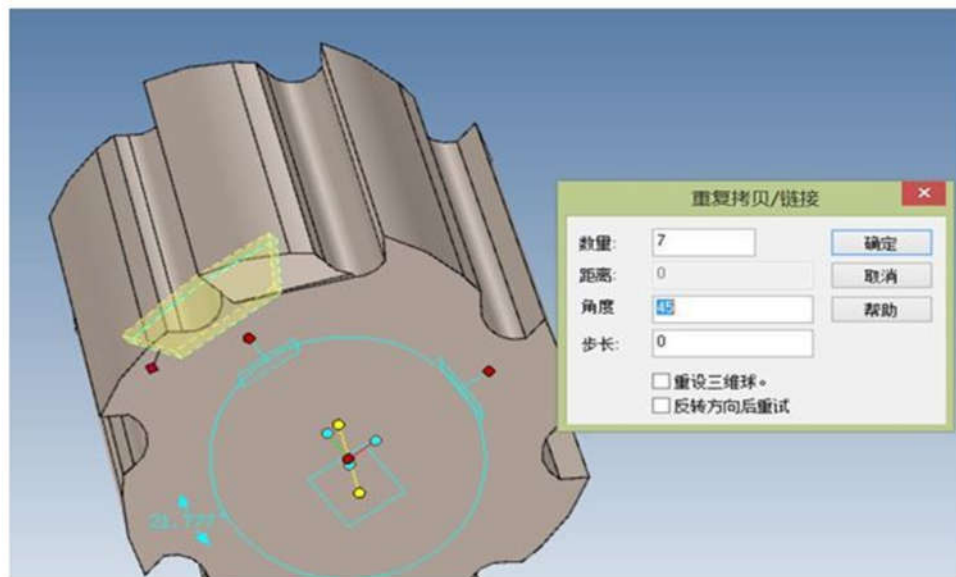 重复拷贝/链接
数量: 7 确定
距离: 0 取消
角度 45 帮助
步长: 0
重设三维球。
反转方向后重试